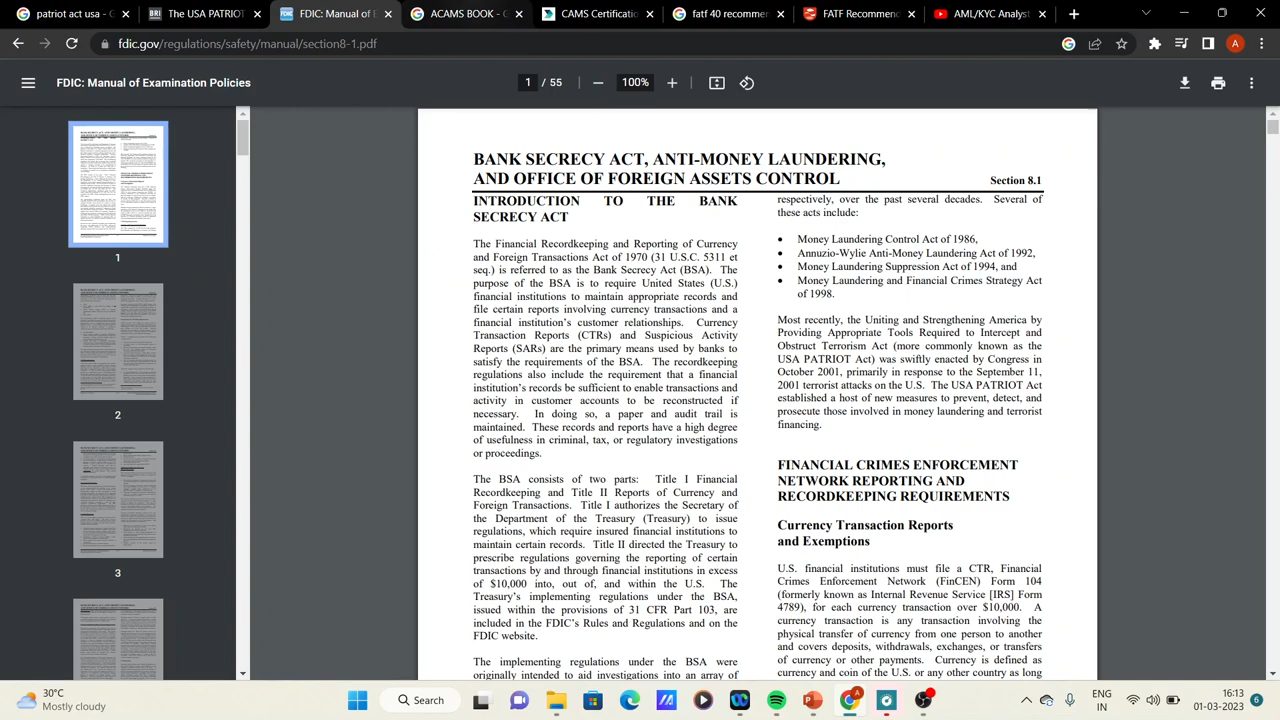 patriot act usa - G
The USA PATRIOT
FDIC: Manual of E
ACAMS BOOK - G
CAMS Certificatio
fatf 40 recomme
FATF Recommenc
AML/KYC Analyst
fdic.gov/regulations/safety/manual/section8-1.pdf
A
FDIC: Manual of Examination Policies
1 / 55
100%
1
2
3
BANK SECRECY ACT, ANTI-MONEY LAUNDERING,
AND OFFICE OF FOREIGN ASSETS CONTROL
Section 8.1
INTRODUCTION TO THE BANK
SECRECY ACT
The Financial Recordkeeping and Reporting of Currency
and Foreign Transactions Act of 1970 (31 U.S.C. 5311 et
seq.) is referred to as the Bank Secrecy Act (BSA). The
purpose of the BSA is to require United States (U.S.)
financial institutions to maintain appropriate records and
file certain reports involving currency transactions and a
financial institution's customer relationships. Currency
Transaction Reports (CTRs) and Suspicious Activity
Reports (SARs) are the primary means used by banks to
satisfy the requirements of the BSA. The recordkeeping
regulations also include the requirement that a financial
institution's records be sufficient to enable transactions and
activity in customer accounts to be reconstructed if
necessary. In doing so, a paper and audit trail is
maintained. These records and reports have a high degree
of usefulness in criminal, tax, or regulatory investigations
or proceedings.
The BSA consists of two parts: Title I Financial
Recordkeeping and Title II Reports of Currency and
Foreign Transactions. Title I authorizes the Secretary of
the Department of the Treasury (Treasury) to issue
regulations, which require insured financial institutions to
maintain certain records. Title II directed the Treasury to
prescribe regulations governing the reporting of certain
transactions by and through financial institutions in excess
of $10,000 into, out of, and within the U.S. The
Treasury's implementing regulations under the BSA,
issued within the provisions of 31 CFR Part 103, are
included in the FDIC's Rules and Regulations and on the
FDIC website.
The implementing regulations under the BSA were
originally intended to aid investigations into an array of
respectively, over the past several decades. Several of
these acts include:
• Money Laundering Control Act of 1986,
• Annuzio-Wylie Anti-Money Laundering Act of 1992,
• Money Laundering Suppression Act of 1994, and
• Money Laundering and Financial Crimes Strategy Act
of 1998.
Most recently, the Uniting and Strengthening America by
Providing Appropriate Tools Required to Intercept and
Obstruct Terrorism Act (more commonly known as the
USA PATRIOT Act) was swiftly enacted by Congress in
October 2001, primarily in response to the September 11,
2001 terrorist attacks on the U.S. The USA PATRIOT Act
established a host of new measures to prevent, detect, and
prosecute those involved in money laundering and terrorist
financing.
FINANCIAL CRIMES ENFORCEMENT
NETWORK REPORTING AND
RECORDKEEPING REQUIREMENTS
Currency Transaction Reports
and Exemptions
U.S. financial institutions must file a CTR, Financial
Crimes Enforcement Network (FinCEN) Form 104
(formerly known as Internal Revenue Service [IRS] Form
4789), for each currency transaction over $10,000. A
currency transaction is any transaction involving the
physical transfer of currency from one person to another
and covers deposits, withdrawals, exchanges, or transfers
of currency or other payments. Currency is defined as
currency and coin of the U.S. or any other country as long
30°C
Mostly cloudy
Search
ENG
IN
16:13
01-03-2023
6